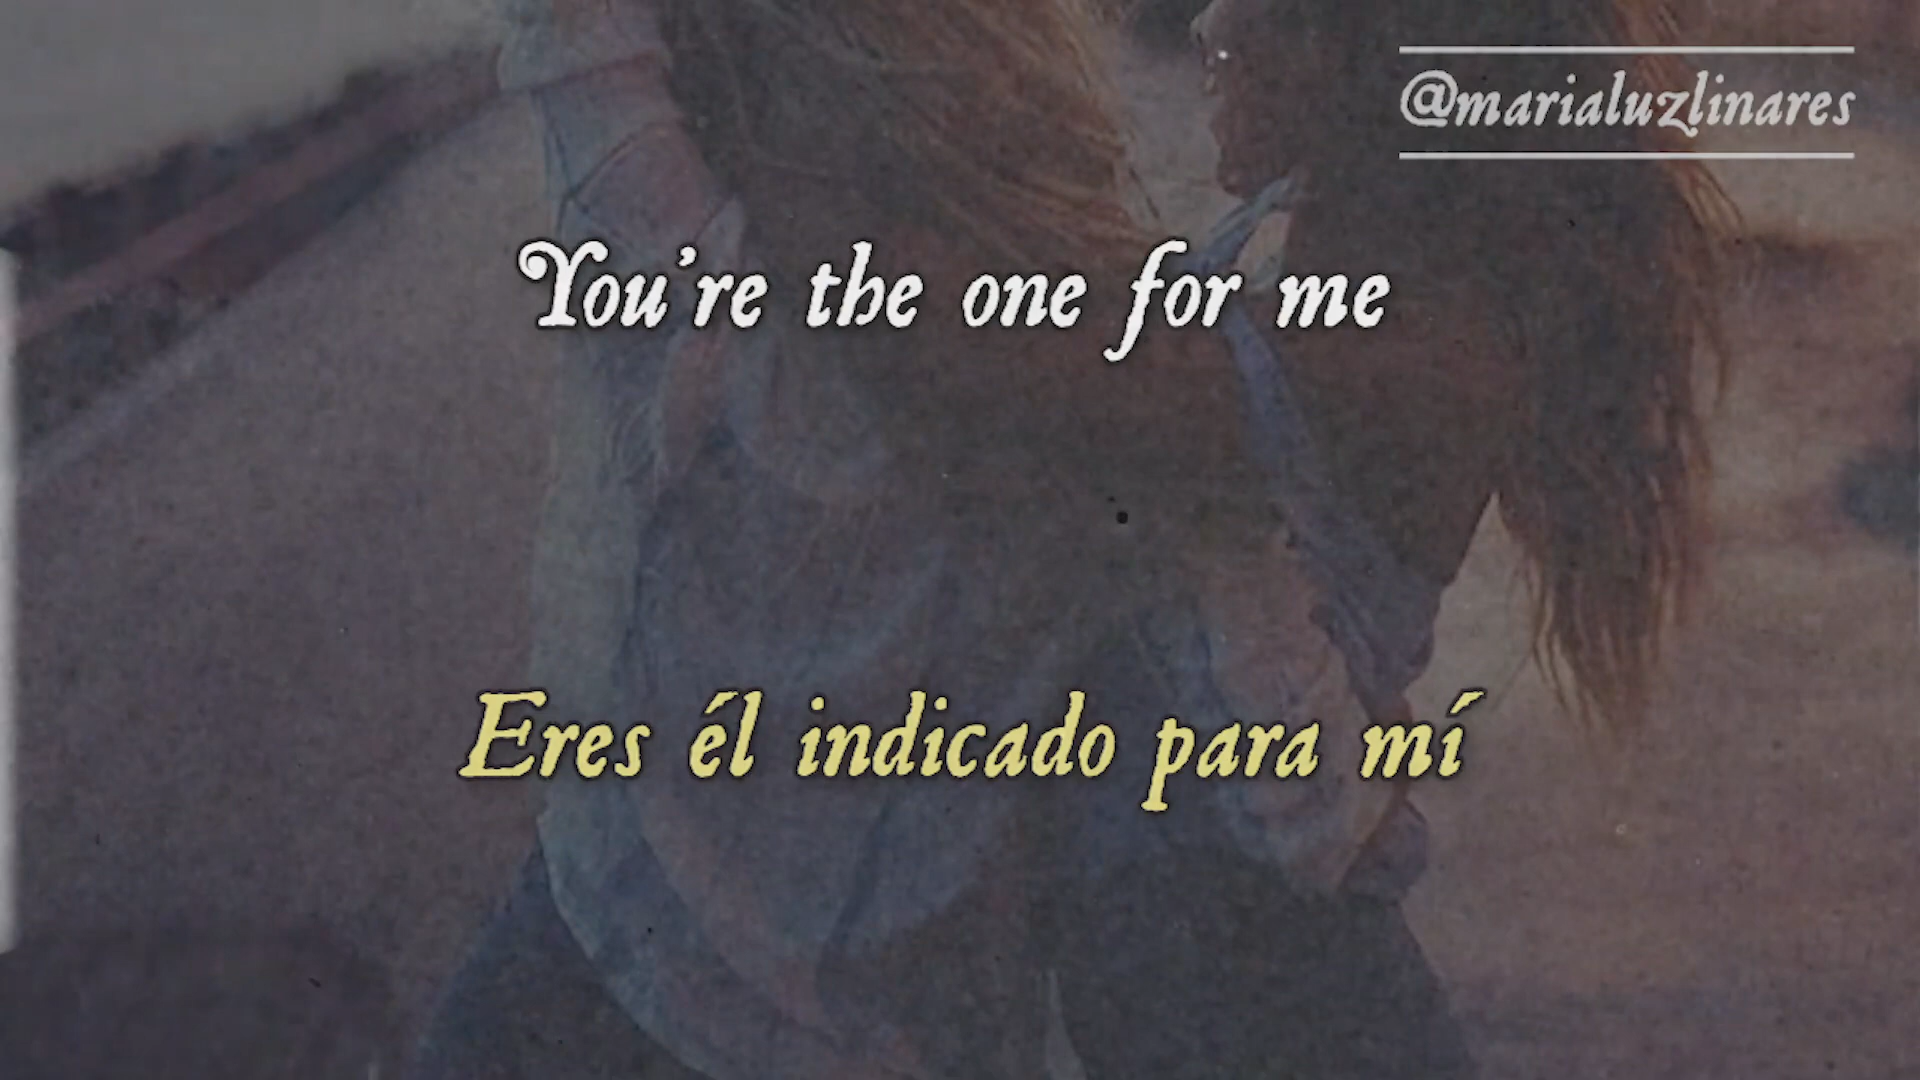 @marialuzlinares
You're the one for me
Eres él indicado para mí